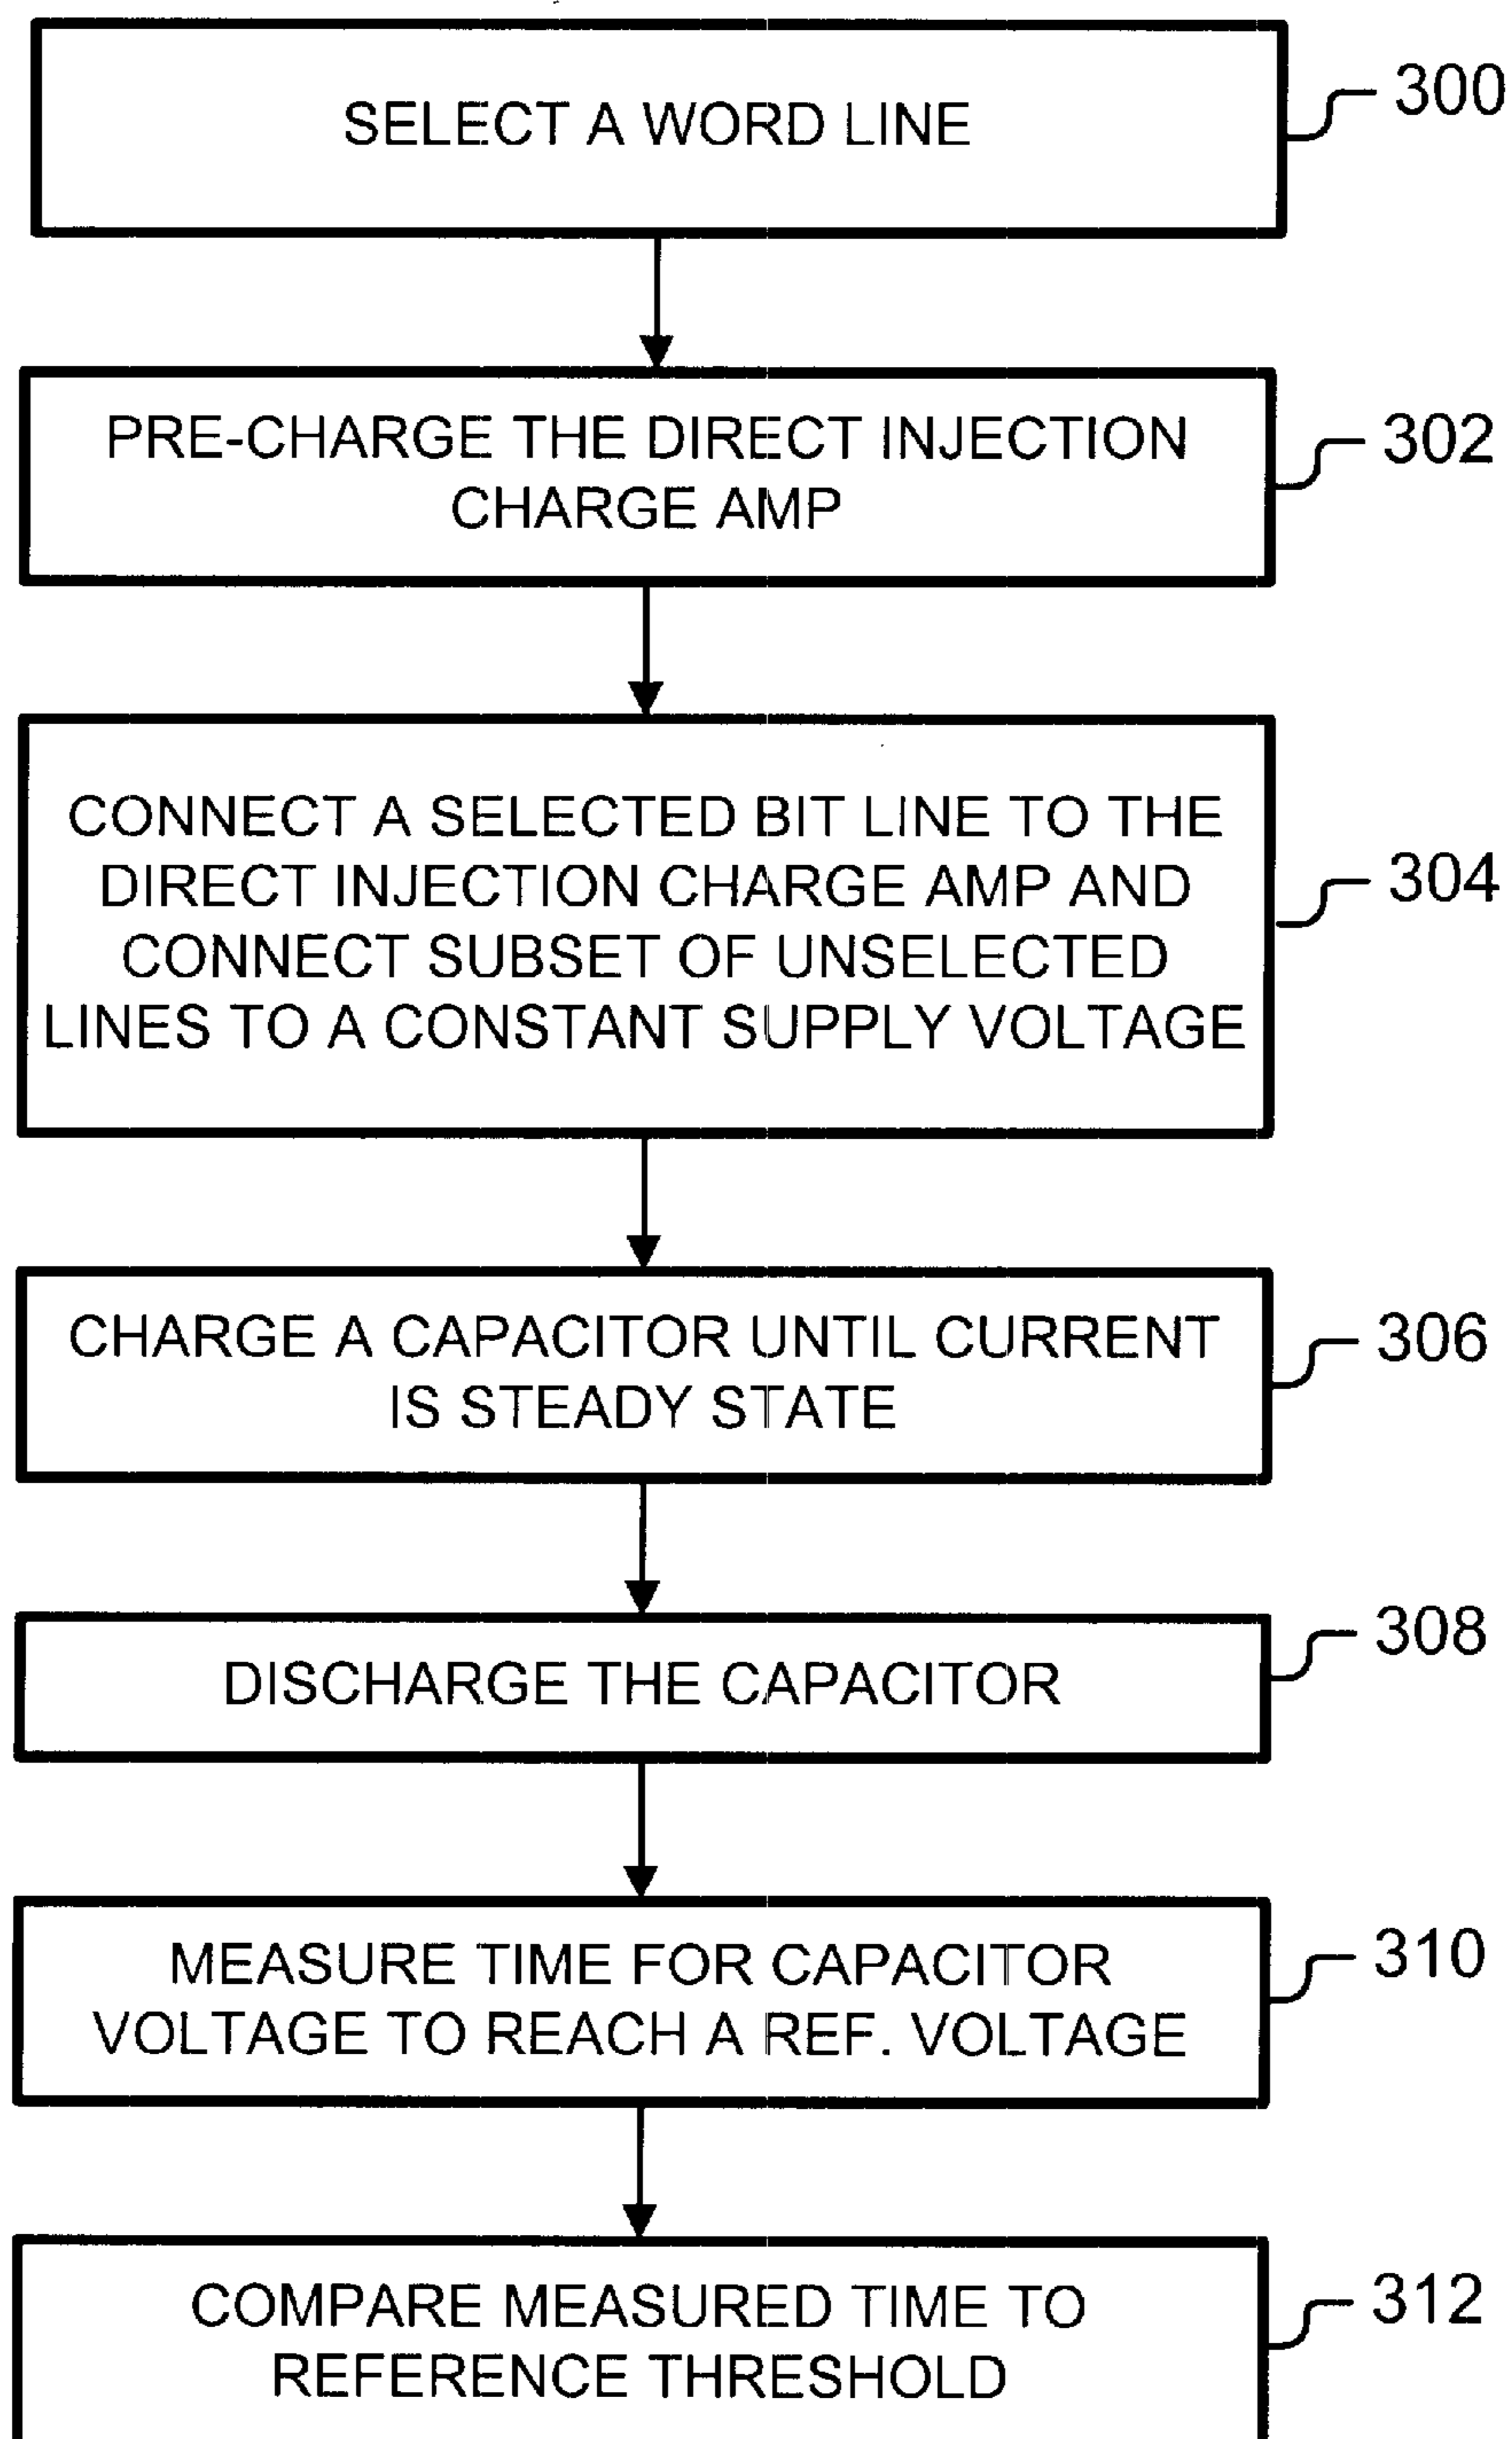 SELECT A WORD LINE
300
PRE-CHARGE THE DIRECT INJECTION
CHARGE AMP
302
CONNECT A SELECTED BIT LINE TO THE
DIRECT INJECTION CHARGE AMP AND
CONNECT SUBSET OF UNSELECTED
LINES TO A CONSTANT SUPPLY VOLTAGE
304
CHARGE A CAPACITOR UNTIL CURRENT
IS STEADY STATE
306
DISCHARGE THE CAPACITOR
308
MEASURE TIME FOR CAPACITOR
VOLTAGE TO REACH A REF. VOLTAGE
310
COMPARE MEASURED TIME TO
REFERENCE THRESHOLD
312